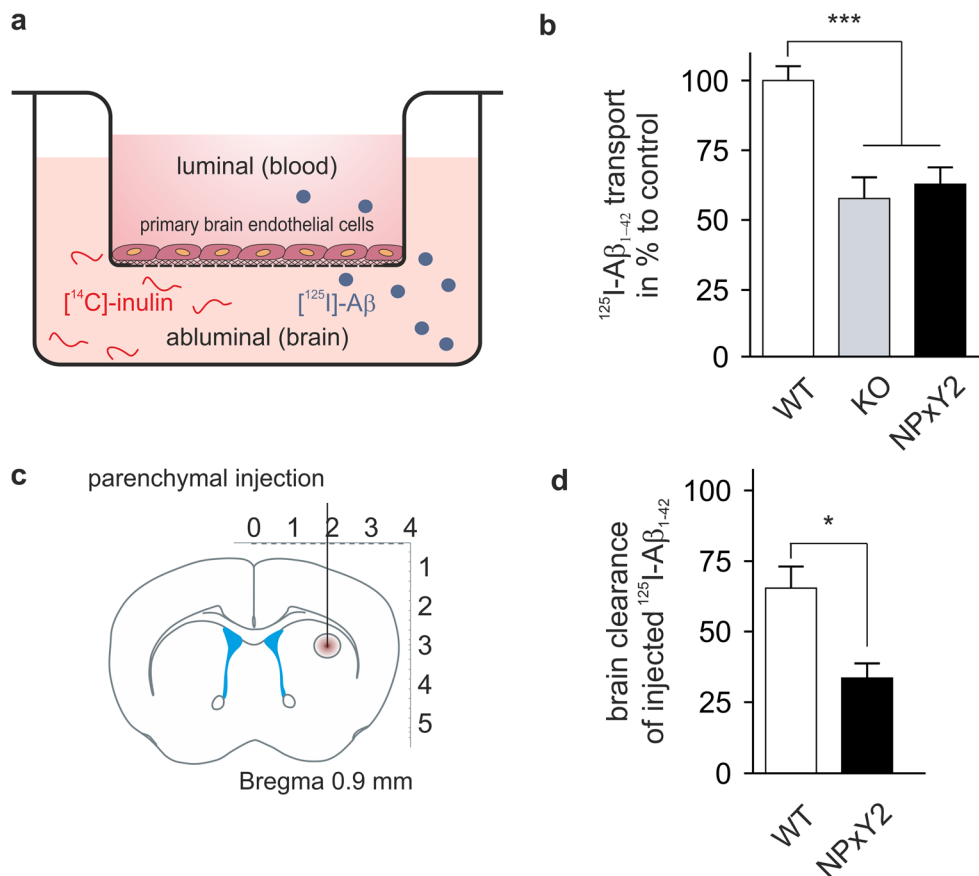 a
luminal (blood)
primary brain endothelial cells
[¹⁴C]-inulin
[¹²⁵I]-Aβ
abluminal (brain)
b
***
¹²⁵I-Aβ₁₋₄₂ transport
in % to control
100
75
50
25
0
WT
KO
NPxY2
c
parenchymal injection
0 1 2 3 4
1
2
3
4
5
Bregma 0.9 mm
d
*
brain clearance
of injected ¹²⁵I-Aβ₁₋₄₂
100
75
50
25
0
WT
NPxY2